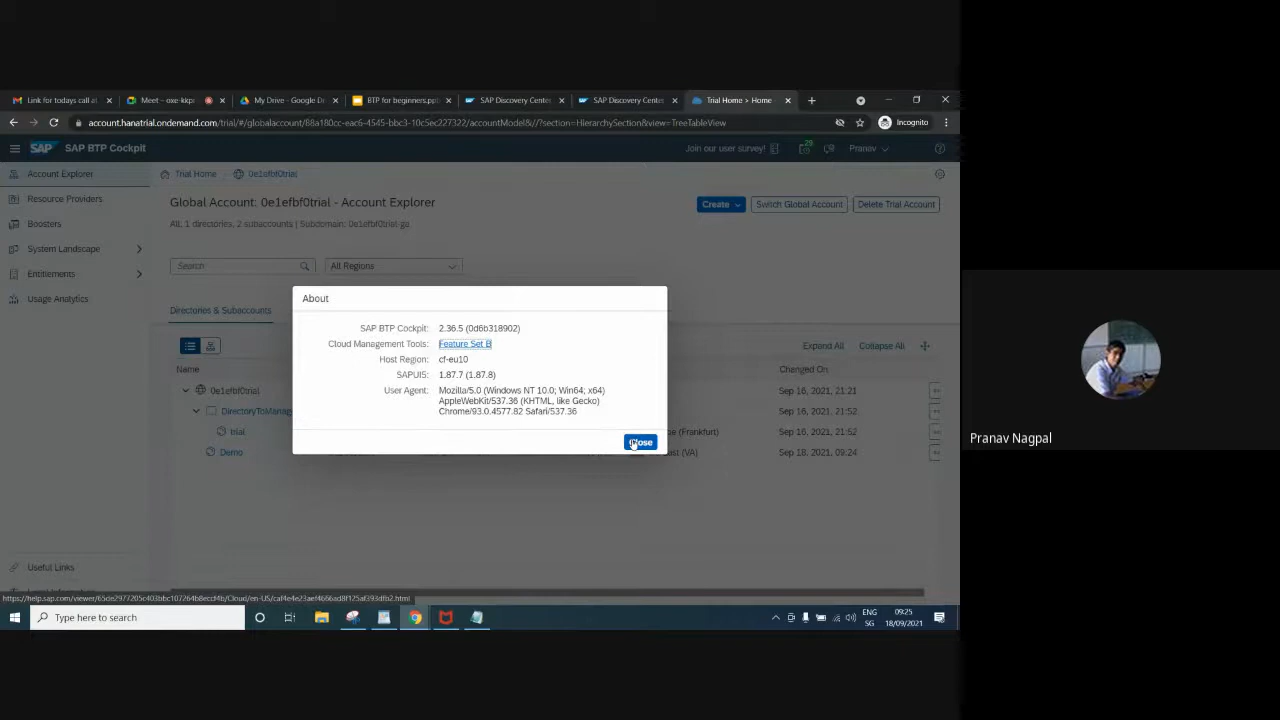 Link for todays call at
Meet – oxe-kkpi
My Drive - Google Dr
BTP for beginners.pptx
SAP Discovery Center
SAP Discovery Center
Trial Home > Home
account.hanatrial.ondemand.com/trial/#/globalaccount/88a180cc-eac6-4545-bbc3-10c5ec227322/accountModel&//?section=HierarchySection&view=TreeTableView
Incognito
SAP
SAP BTP Cockpit
Join our user survey!
29
Pranav
Account Explorer
Resource Providers
Boosters
System Landscape
Entitlements
Usage Analytics
Trial Home
0e1efbf0trial
Global Account: 0e1efbf0trial - Account Explorer
All: 1 directories, 2 subaccounts | Subdomain: 0e1efbf0trial-ga
Create
Switch Global Account
Delete Trial Account
Search
All Regions
Directories & Subaccounts
Expand All
Collapse All
Name
Changed On
0e1efbf0trial
Sep 16, 2021, 21:21
DirectoryToManag
Sep 16, 2021, 21:52
trial
(Frankfurt)
Sep 16, 2021, 21:52
Demo
(VA)
Sep 18, 2021, 09:24
About
SAP BTP Cockpit: 2.36.5 (0d6b318902)
Cloud Management Tools: Feature Set B
Host Region: cf-eu10
SAPUI5: 1.87.7 (1.87.8)
User Agent: Mozilla/5.0 (Windows NT 10.0; Win64; x64)
AppleWebKit/537.36 (KHTML, like Gecko)
Chrome/93.0.4577.82 Safari/537.36
Close
Useful Links
Type here to search
ENG
SG
09:25
18/09/2021
Pranav Nagpal